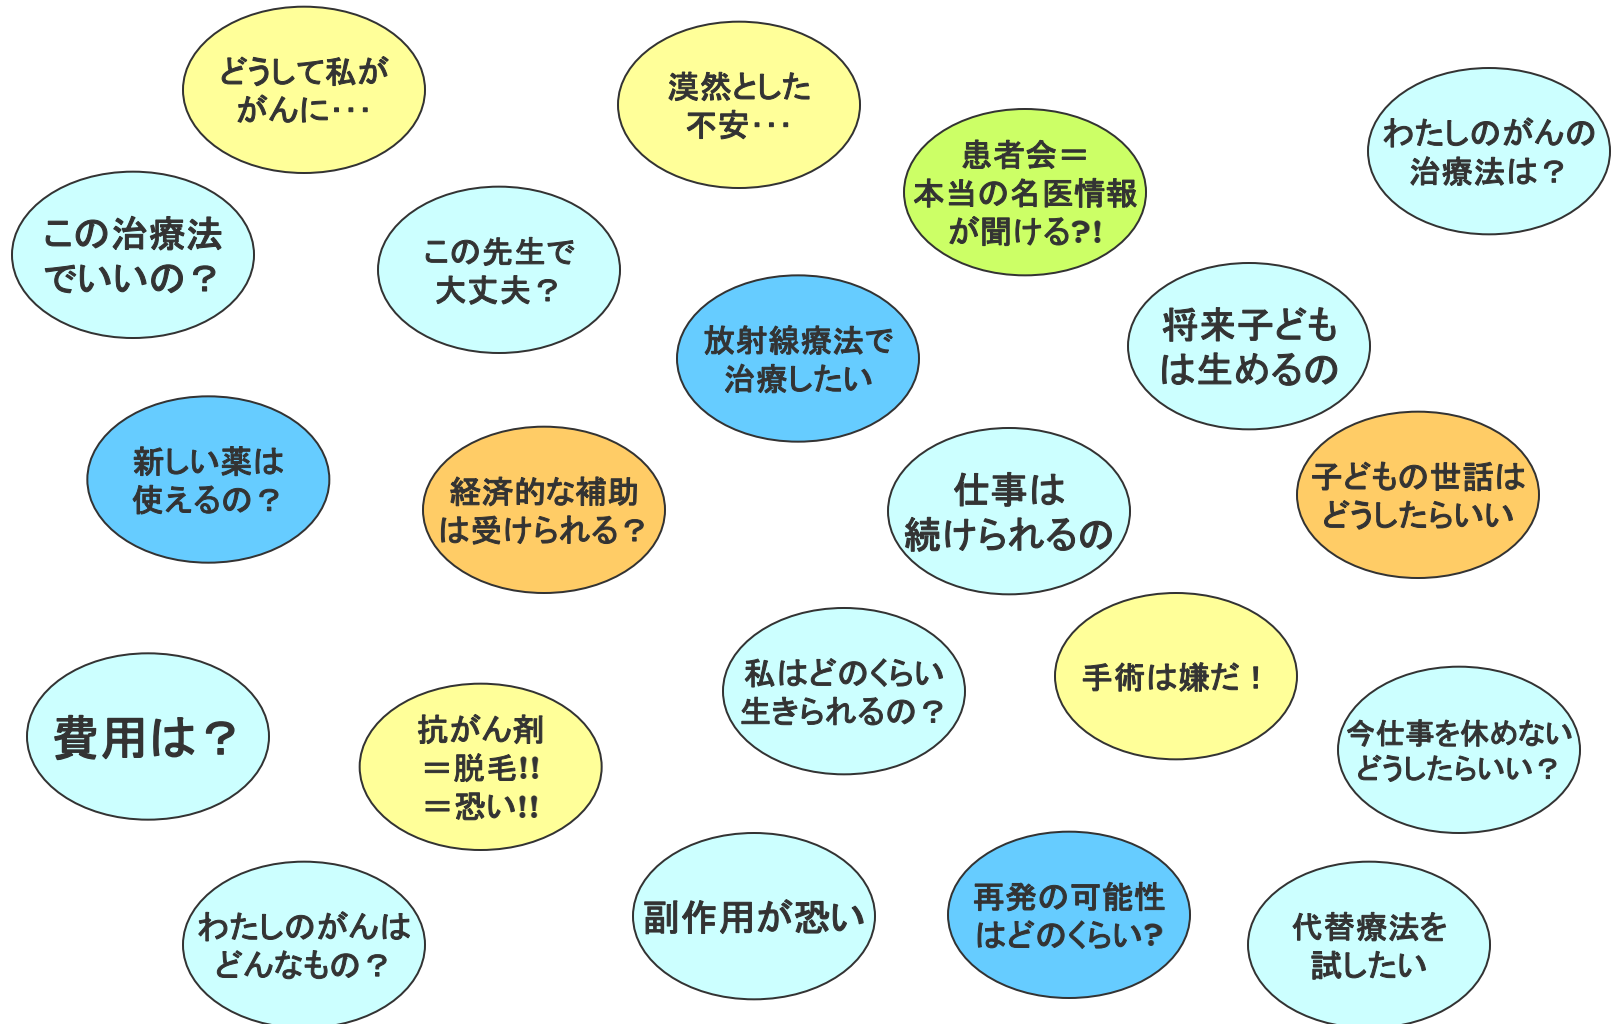 どうして私が
がんに･･･
漠然とした
不安･･･
患者会＝
本当の名医情報
が聞ける?!
わたしのがんの
治療法は？
この治療法
でいいの？
この先生で
大丈夫？
放射線療法で
治療したい
将来子ども
は生めるの
新しい薬は
使えるの？
経済的な補助
は受けられる？
仕事は
続けられるの
子どもの世話は
どうしたらいい
費用は？
抗がん剤
＝脱毛!!
＝恐い!!
私はどのくらい
生きられるの？
手術は嫌だ！
今仕事を休めない
どうしたらいい？
わたしのがんは
どんなもの？
副作用が恐い
再発の可能性
はどのくらい?
代替療法を
試したい